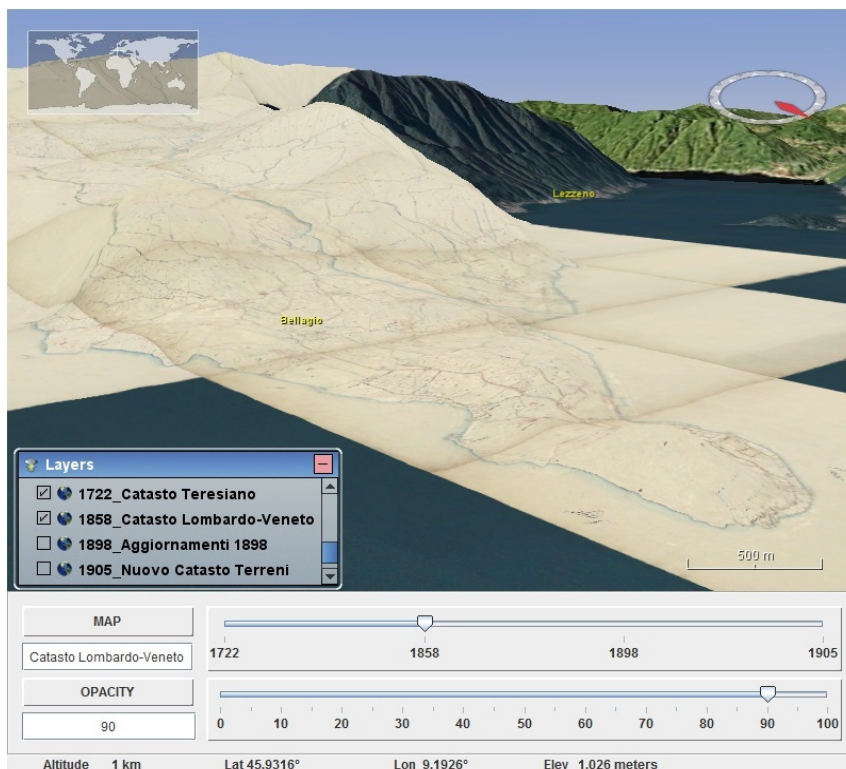 Lezzeno
Bellagio
Layers
1722_Catasto Teresiano
1858_Catasto Lombardo-Veneto
1898_Aggiornamenti 1898
1905_Nuovo Catasto Terreni
500 m
MAP
Catasto Lombardo-Veneto
1722 1858 1898 1905
OPACITY
90
0 10 20 30 40 50 60 70 80 90 100
Altitude 1 km Lat 45.9316° Lon 9.1926° Elev 1.026 meters